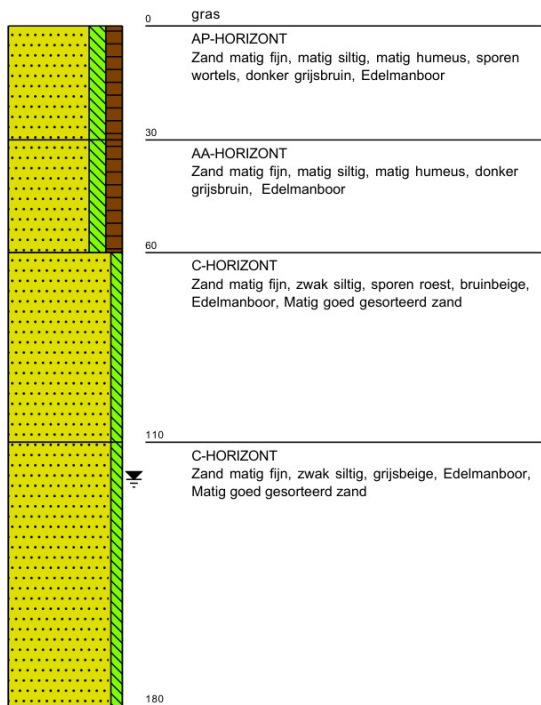 0
gras
AP-HORIZONT
Zand matig fijn, matig siltig, matig humeus, sporen
wortels, donker grijsbruin, Edelmanboor
30
AA-HORIZONT
Zand matig fijn, matig siltig, matig humeus, donker
grijsbruin, Edelmanboor
60
C-HORIZONT
Zand matig fijn, zwak siltig, sporen roest, bruinbeige,
Edelmanboor, Matig goed gesorteerd zand
110
C-HORIZONT
Zand matig fijn, zwak siltig, grijsbeige, Edelmanboor,
Matig goed gesorteerd zand
180